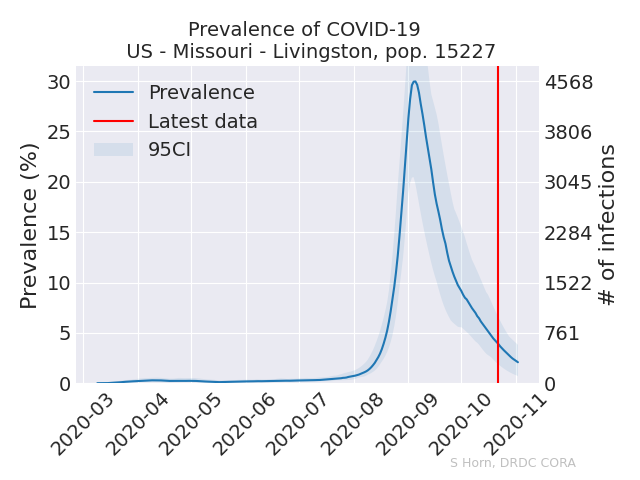 Prevalence of COVID-19
US - Missouri - Livingston, pop. 15227
Prevalence
Latest data
95CI
Prevalence (%)
30
25
20
15
10
5
0
4568
3806
3045
2284
1522
761
0
# of infections
2020-03
2020-04
2020-05
2020-06
2020-07
2020-08
2020-09
2020-10
2020-11
S Horn, DRDC CORA